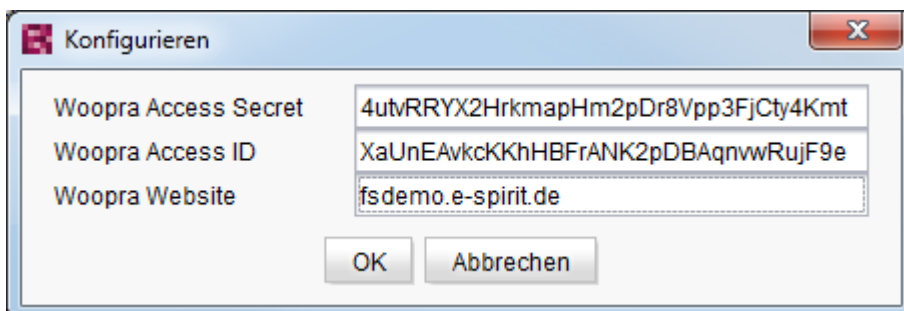 Konfigurieren
Woopra Access Secret 4utvRRYX2HrkmapHm2pDr8Vpp3FjCty4Kmt
Woopra Access ID XaUnEAvkcKKhHBFrANK2pDBAqnvwRujF9e
Woopra Website fsdemo.e-spirit.de
OK Abbrechen